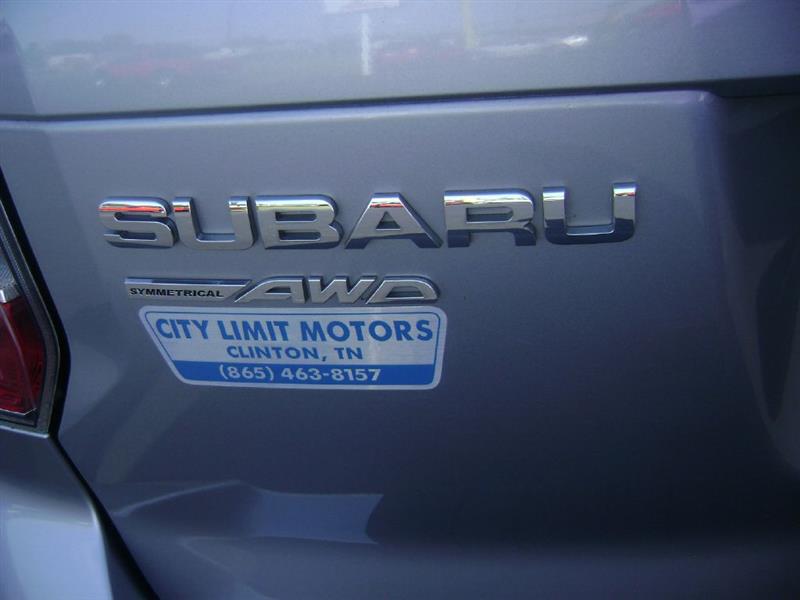 SUBARU
SYMMETRICAL AWD
CITY LIMIT MOTORS
CLINTON, TN
(865) 463-8157